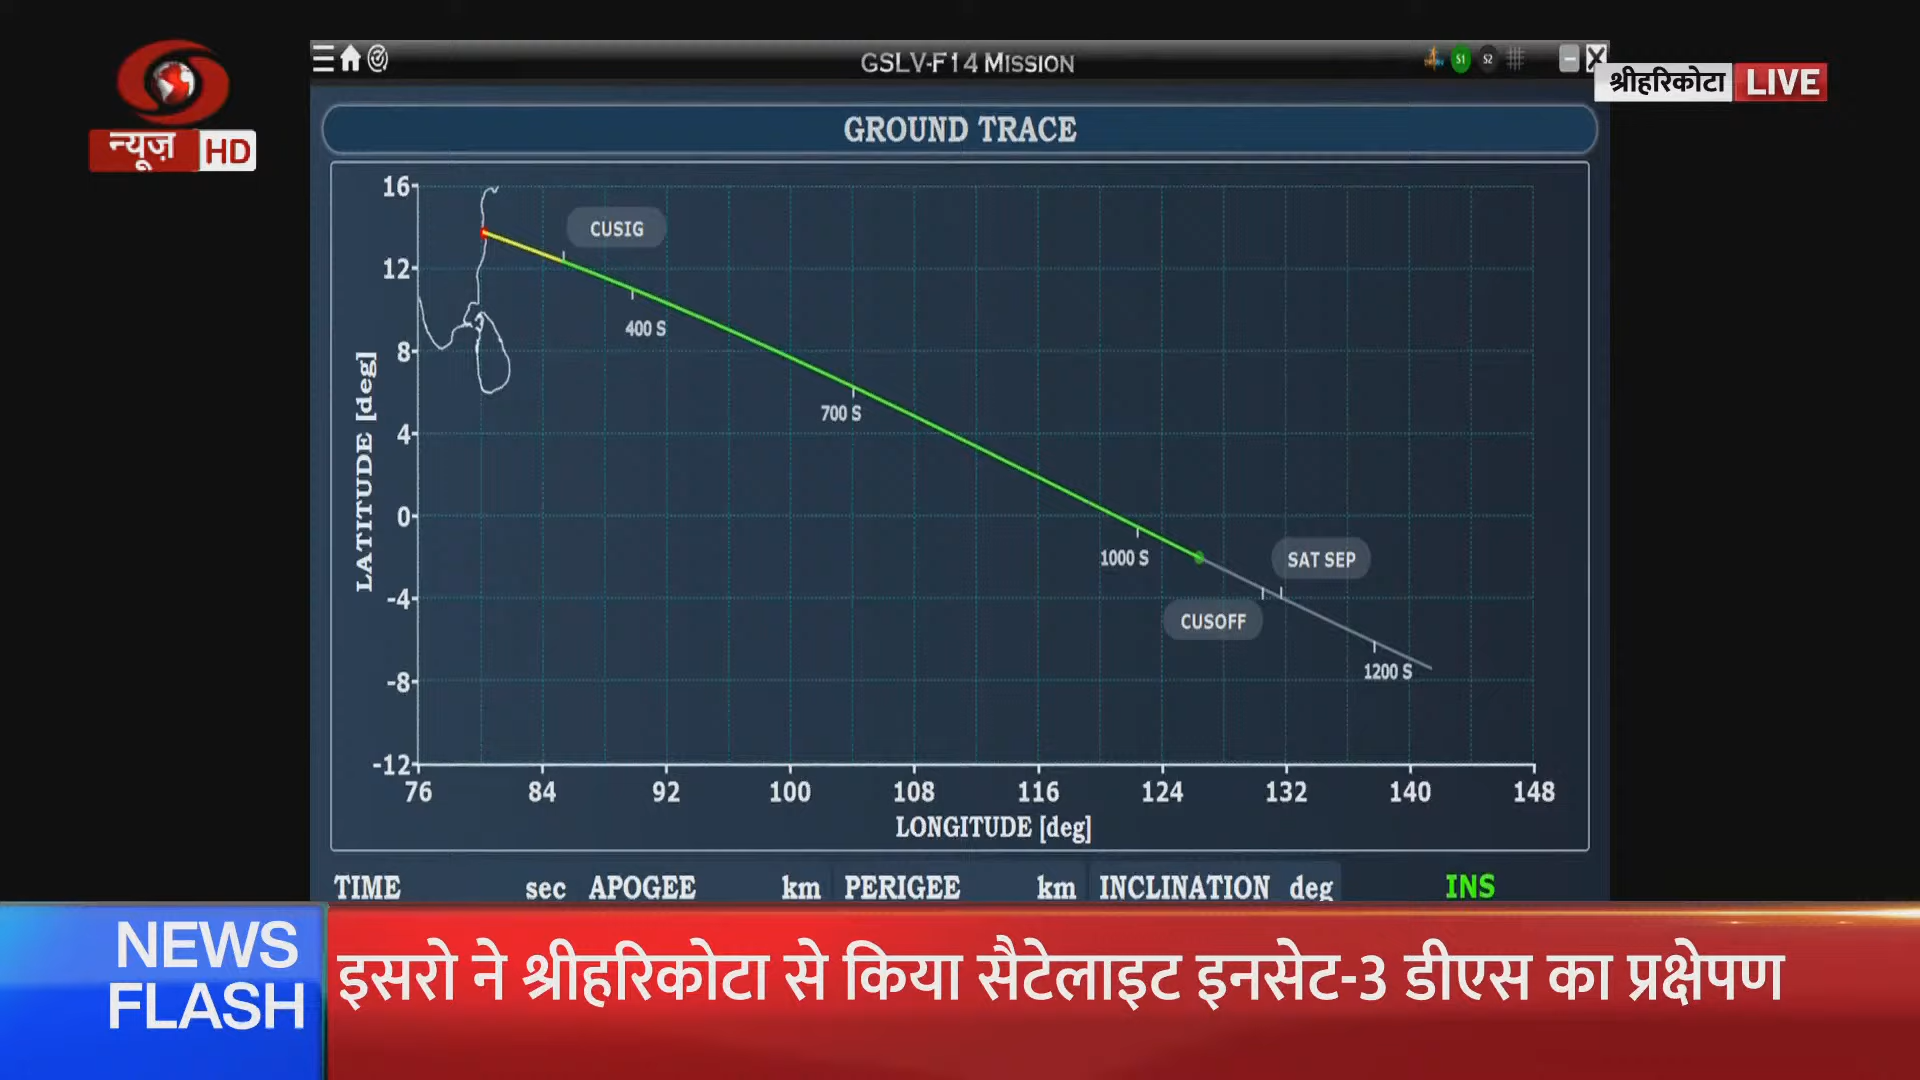 GSLV-F14 MISSION
S1 S2
श्रीहरिकोटा LIVE
न्यूज़ HD
GROUND TRACE
16
12
8
4
0
-4
-8
-12
LATITUDE [deg]
CUSIG
400 S
700 S
1000 S
SAT SEP
CUSOFF
1200 S
76 84 92 100 108 116 124 132 140 148
LONGITUDE [deg]
TIME sec APOGEE km PERIGEE km INCLINATION deg INS
NEWS
FLASH
इसरो ने श्रीहरिकोटा से किया सैटेलाइट इनसेट-3 डीएस का प्रक्षेपण